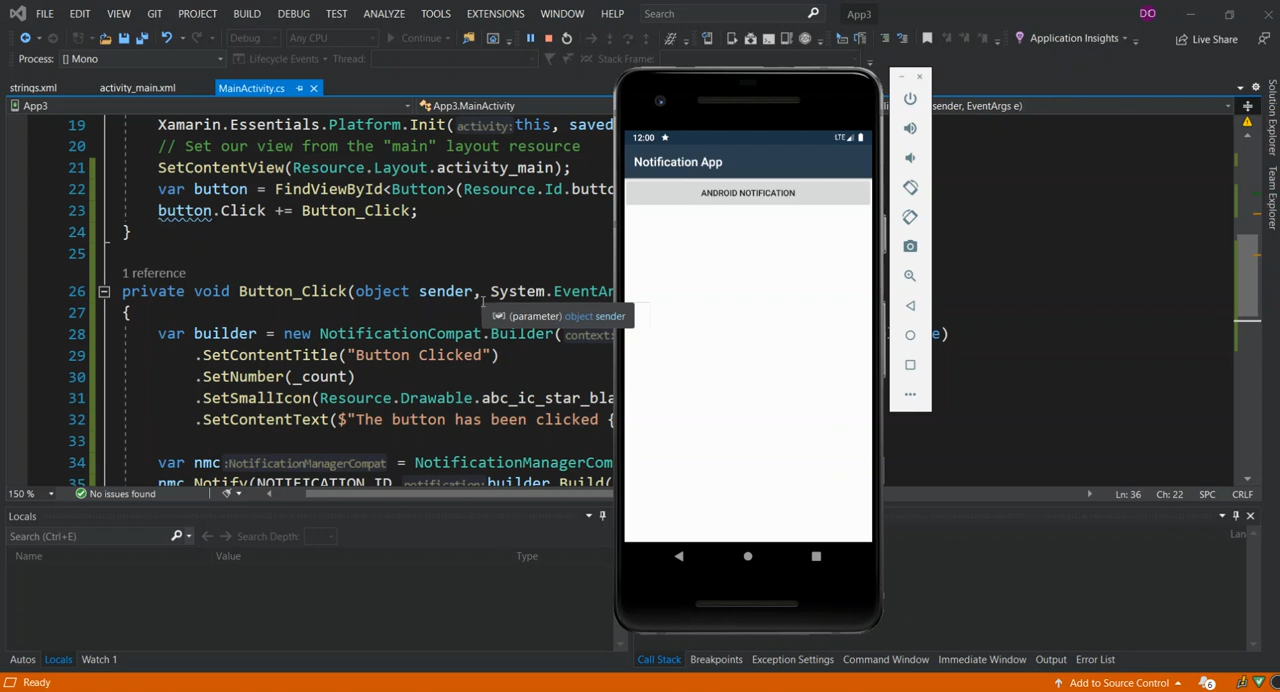 FILE EDIT VIEW GIT PROJECT BUILD DEBUG TEST ANALYZE TOOLS EXTENSIONS WINDOW HELP Search App3 DO
Debug Any CPU Continue Application Insights Live Share
Process: [] Mono Lifecycle Events Thread: Stack Frame:
strings.xml activity_main.xml MainActivity.cs
App3 App3.MainActivity sender, EventArgs e)
19 Xamarin.Essentials.Platform.Init(activity:this, saved
20 // Set our view from the "main" layout resource
21 SetContentView(Resource.Layout.activity_main);
22 var button = FindViewById<Button>(Resource.Id.butto
23 button.Click += Button_Click;
24 }
25
1 reference
26 private void Button_Click(object sender, System.EventAr
27 {
(parameter) object sender
28 var builder = new NotificationCompat.Builder(context: )
29 .SetContentTitle("Button Clicked")
30 .SetNumber(_count)
31 .SetSmallIcon(Resource.Drawable.abc_ic_star_bla
32 .SetContentText($"The button has been clicked {
33
34 var nmc:NotificationManagerCompat = NotificationManagerCom
35 nmc.Notify(NOTIFICATION_ID, notification:builder.Build(
12:00 LTE
Notification App
ANDROID NOTIFICATION
150 % No issues found Ln: 36 Ch: 22 SPC CRLF
Locals
Search (Ctrl+E) Search Depth:
Name Value Type
Lan
Autos Locals Watch 1
Call Stack Breakpoints Exception Settings Command Window Immediate Window Output Error List
Ready Add to Source Control 6
Solution Explorer
Team Explorer